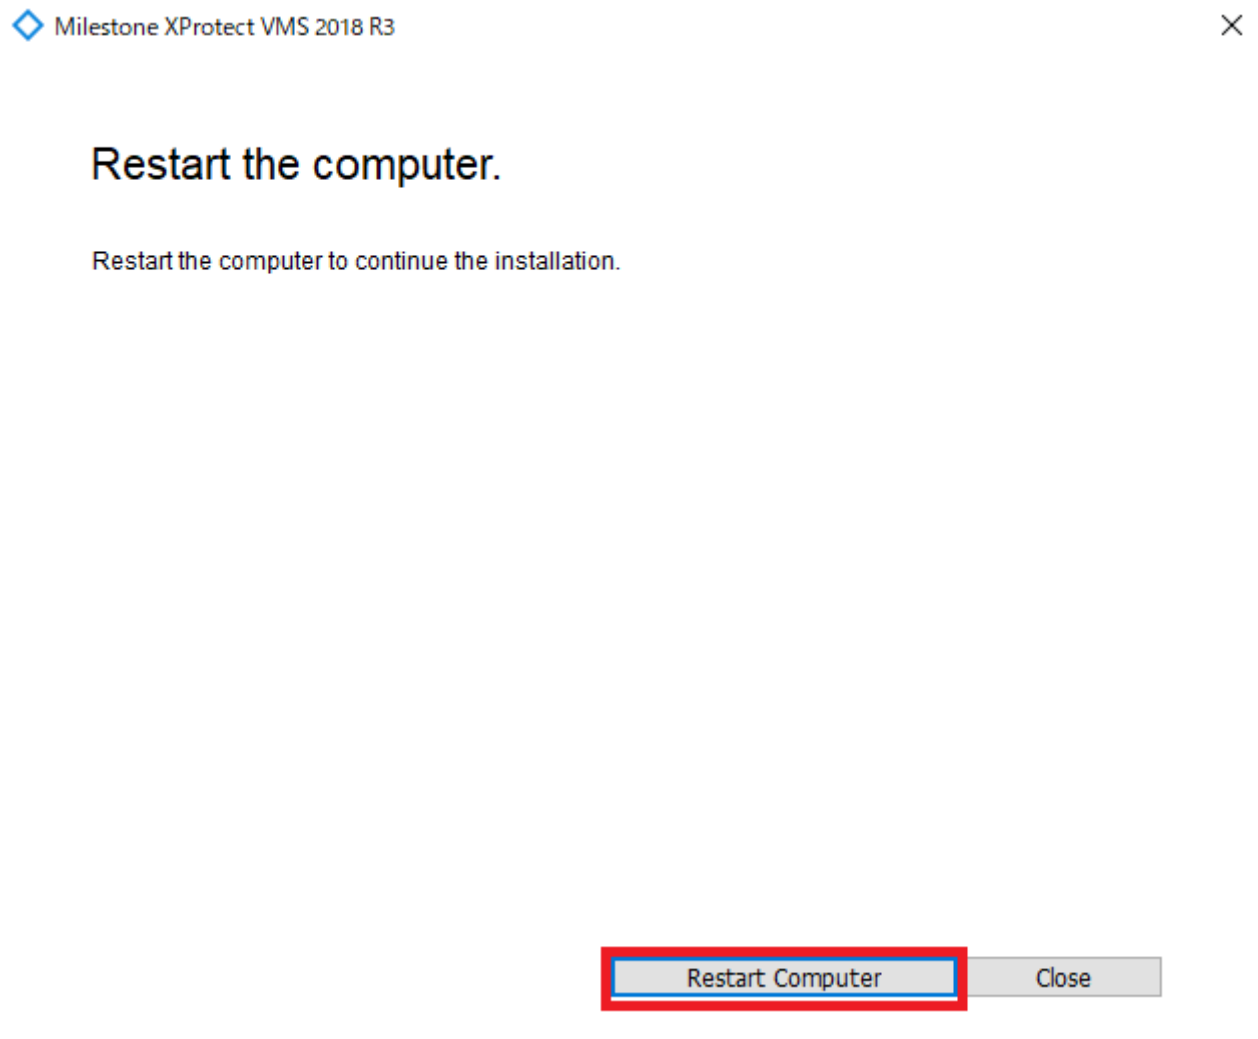 Milestone XProtect VMS 2018 R3
Restart the computer.
Restart the computer to continue the installation.
Restart Computer
Close